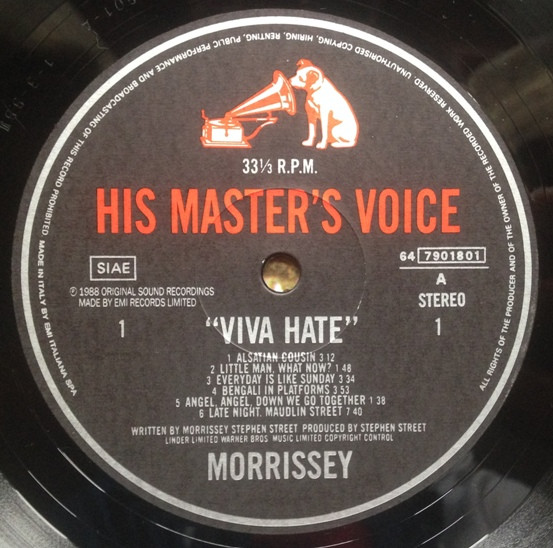 33⅓ R.P.M.
HIS MASTER'S VOICE
SIAE
64 7901801
A
STEREO
1
℗ 1988 ORIGINAL SOUND RECORDINGS
MADE BY EMI RECORDS LIMITED
1
"VIVA HATE"
1 ALSATIAN COUSIN 3 12
2 LITTLE MAN, WHAT NOW? 1 48
3 EVERYDAY IS LIKE SUNDAY 3 34
4 BENGALI IN PLATFORMS 3 53
5 ANGEL, ANGEL, DOWN WE GO TOGETHER 1 38
6 LATE NIGHT, MAUDLIN STREET 7 40
WRITTEN BY MORRISSEY STEPHEN STREET PRODUCED BY STEPHEN STREET
LINDER LIMITED WARNER BROS MUSIC LIMITED COPYRIGHT CONTROL
MORRISSEY
ALL RIGHTS OF THE PRODUCER AND OF THE OWNER OF THE RECORDED WORK RESERVED. UNAUTHORISED COPYING, HIRING, RENTING, PUBLIC PERFORMANCE AND BROADCASTING OF THIS RECORD PROHIBITED MADE IN ITALY BY EMI ITALIANA SPA